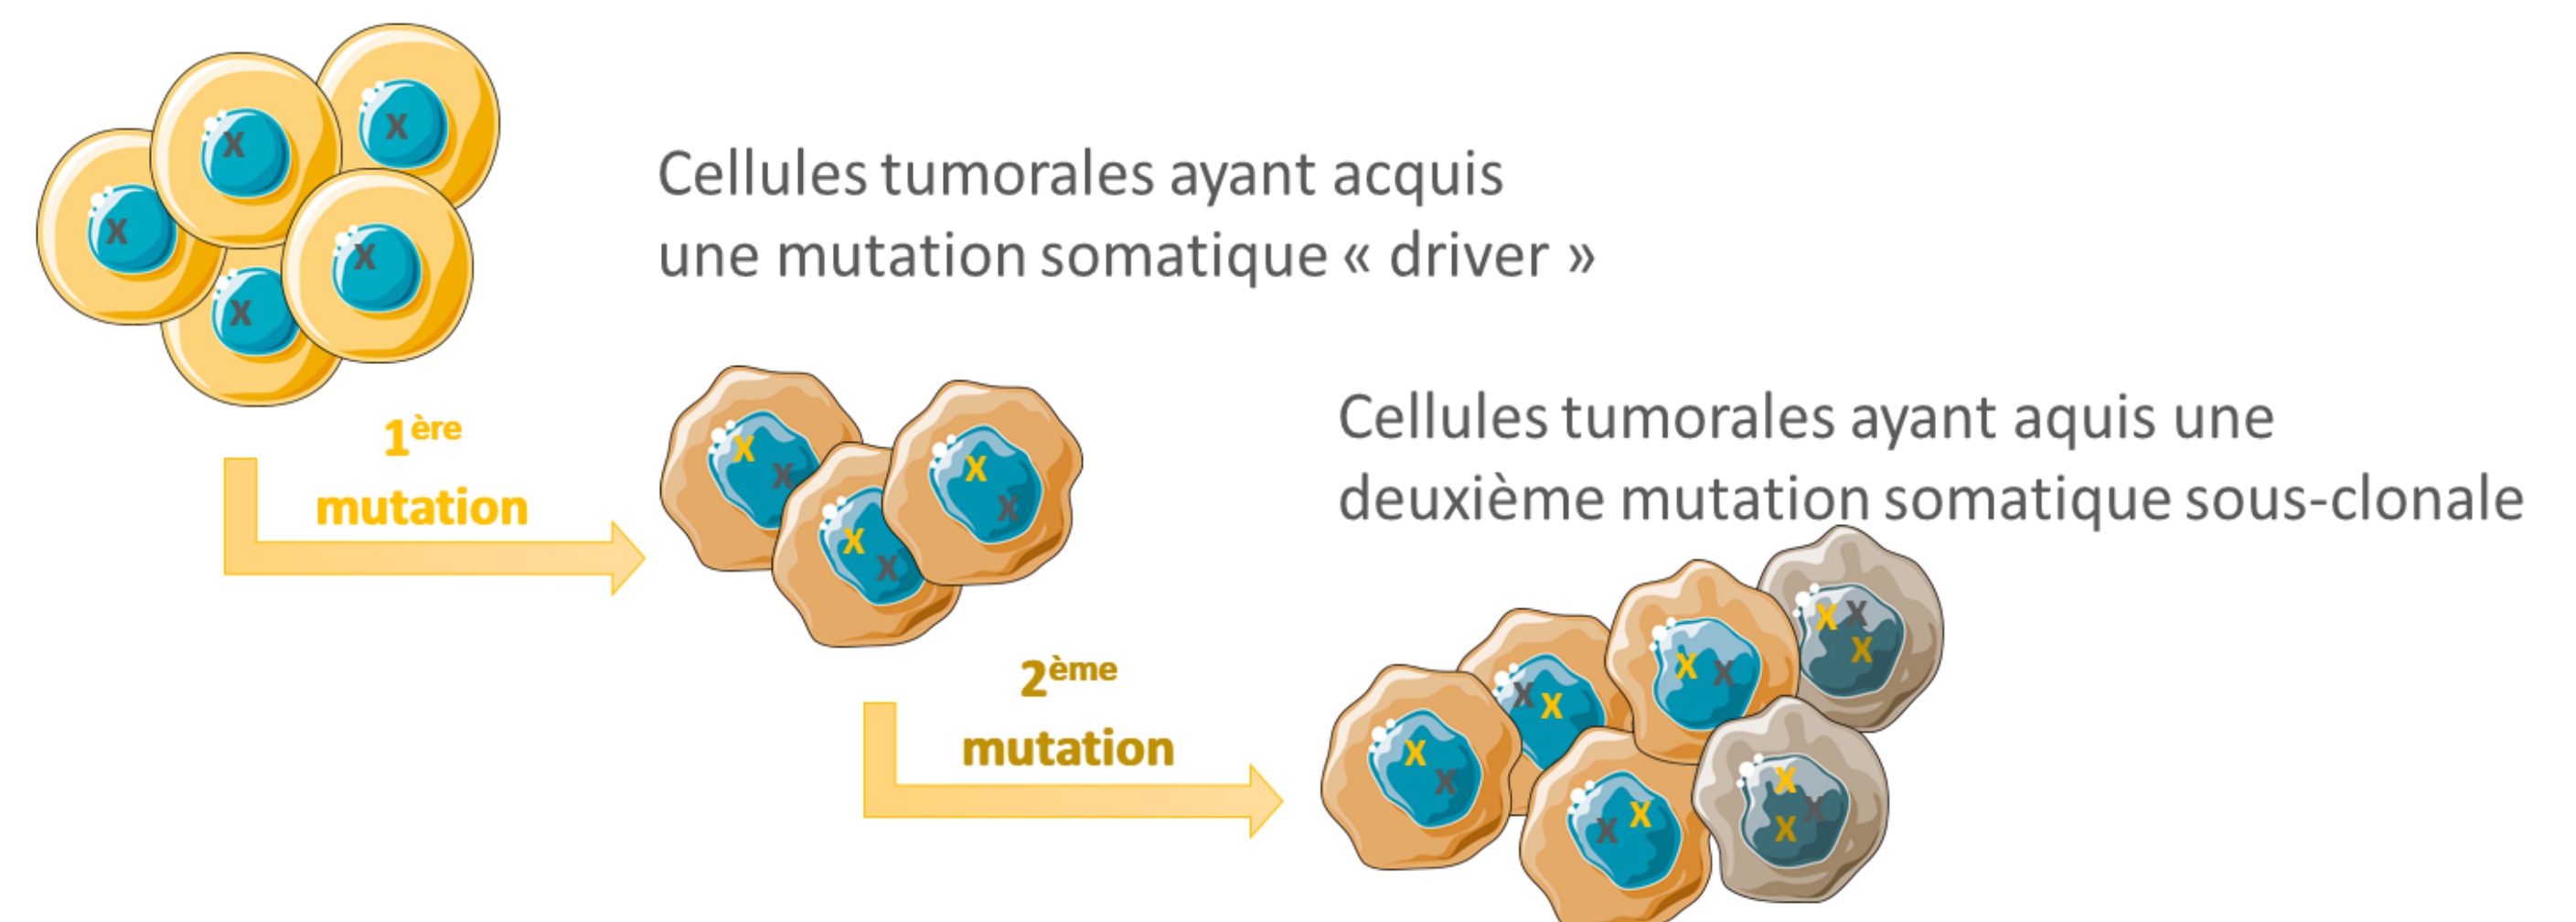 Cellules tumorales ayant acquis
une mutation somatique « driver »
1ère
mutation
Cellules tumorales ayant aquis une
deuxième mutation somatique sous-clonale
2ème
mutation